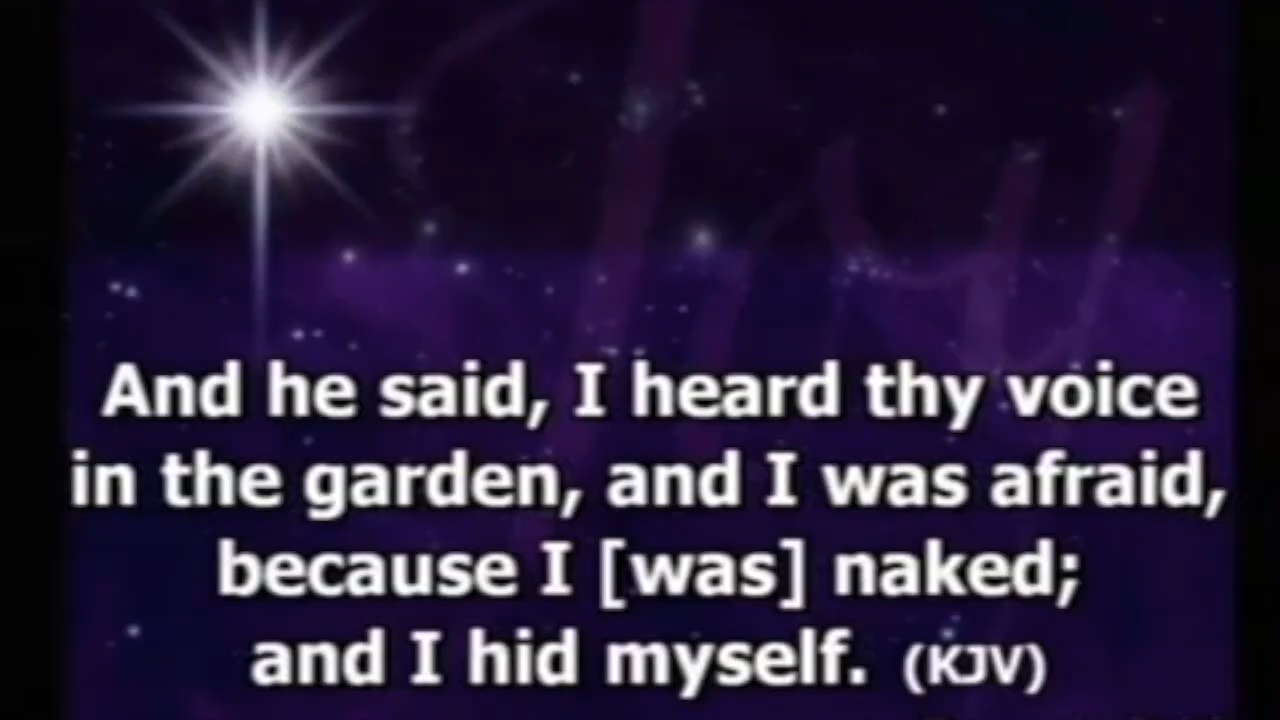 And he said, I heard thy voice
in the garden, and I was afraid,
because I [was] naked;
and I hid myself. (KJV)